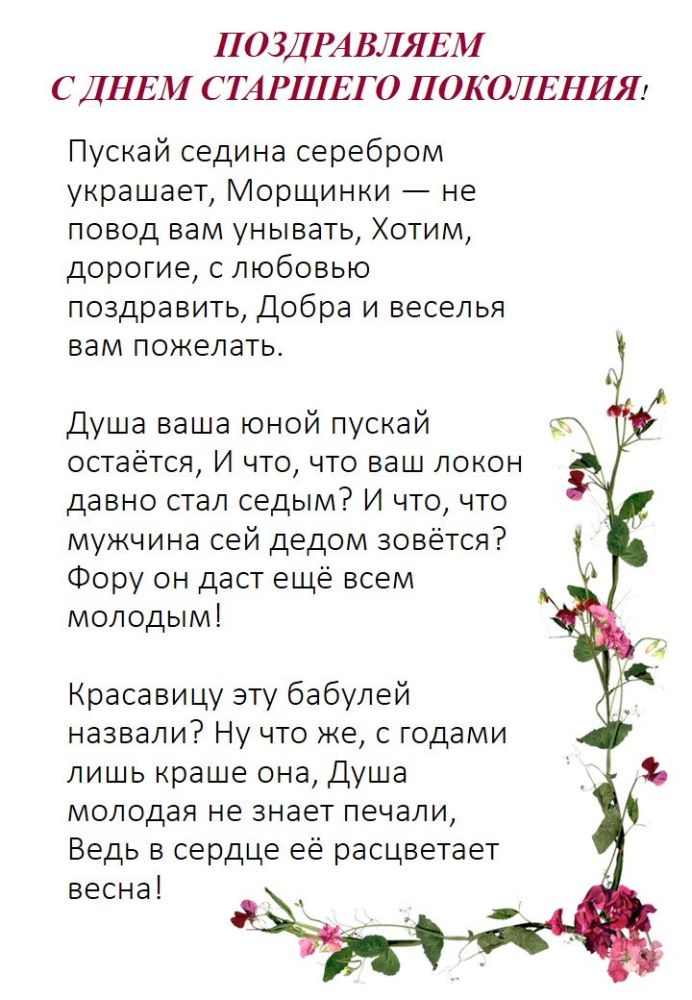 ПОЗДРАВЛЯЕМ
С ДНЕМ СТАРШЕГО ПОКОЛЕНИЯ!
Пускай седина серебром
украшает, Морщинки — не
повод вам унывать, Хотим,
дорогие, с любовью
поздравить, Добра и веселья
вам пожелать.
Душа ваша юной пускай
остаётся, И что, что ваш локон
давно стал седым? И что, что
мужчина сей дедом зовётся?
Фору он даст ещё всем
молодым!
Красавицу эту бабулей
назвали? Ну что же, с годами
лишь краше она, Душа
молодая не знает печали,
Ведь в сердце её расцветает
весна!